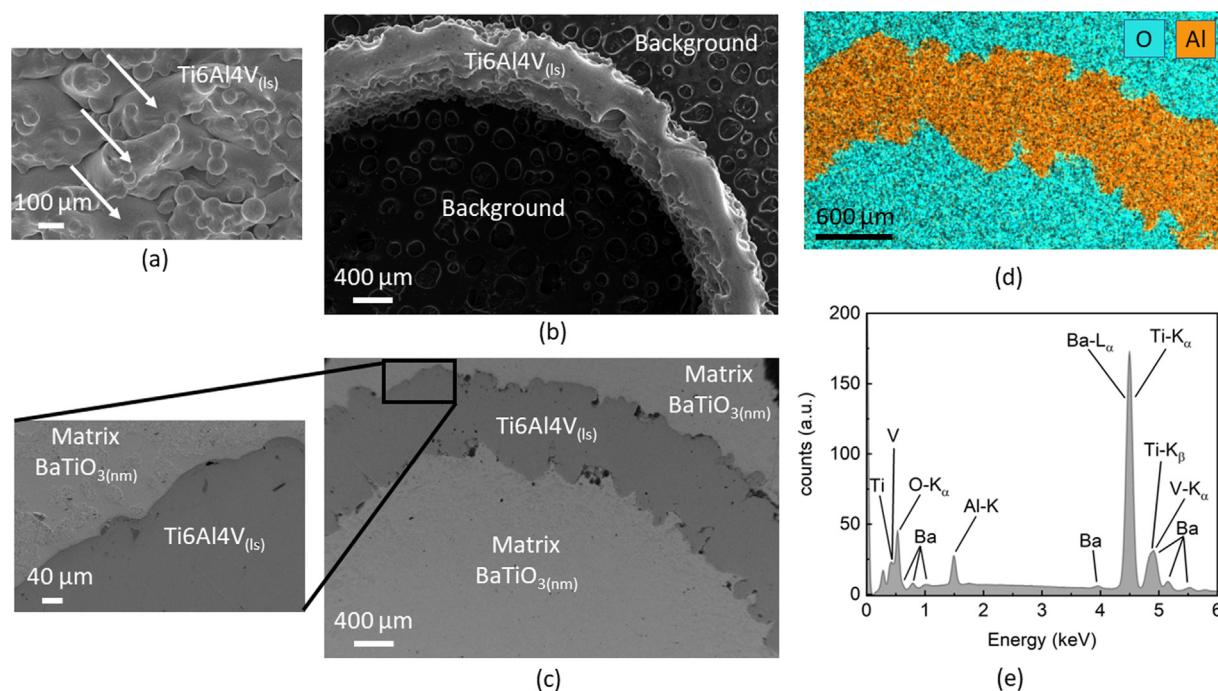 Ti6Al4V(ls)
100 µm
(a)
Background
Ti6Al4V(ls)
Background
400 µm
(b)
O
Al
600 µm
(d)
Matrix
BaTiO3(nm)
Ti6Al4V(ls)
40 µm
Matrix
BaTiO3(nm)
Ti6Al4V(ls)
Matrix
BaTiO3(nm)
400 µm
(c)
200
150
100
50
0
counts (a.u.)
Ti
V
O-Kα
Ba
Al-K
Ba
Ba-Lα
Ti-Kα
Ti-Kβ
V-Kα
Ba
0 1 2 3 4 5 6
Energy (keV)
(e)